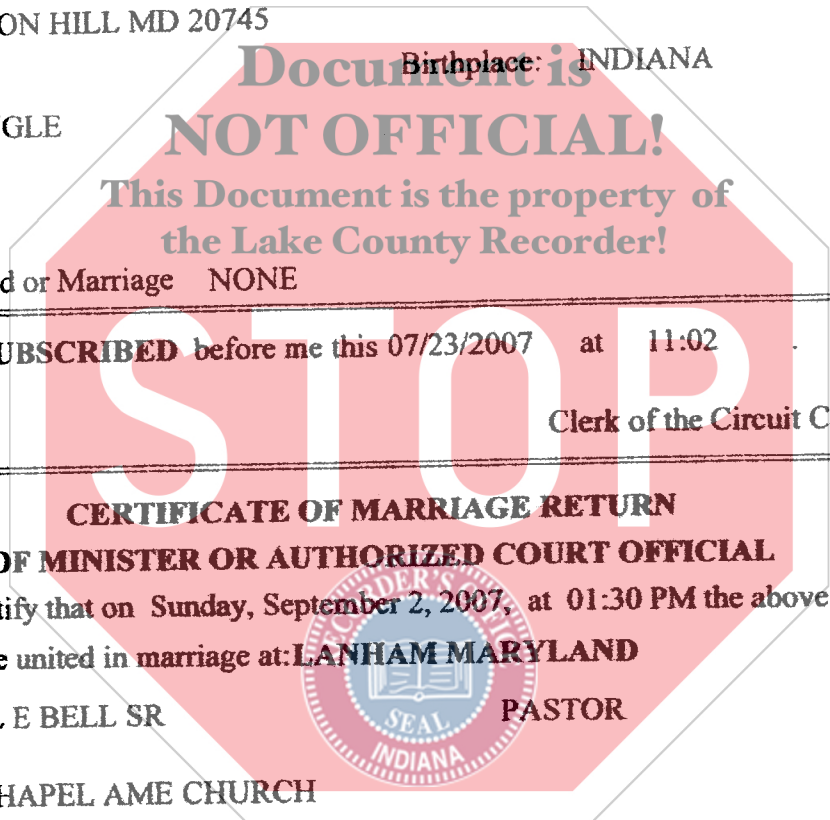 ON HILL MD 20745
Document is
Birthplace: INDIANA
NOT OFFICIAL!
GLE
This Document is the property of
the Lake County Recorder!
d or Marriage NONE
STOP
UBSCRIBED before me this 07/23/2007 at 11:02 .
Clerk of the Circuit C
CERTIFICATE OF MARRIAGE RETURN
OF MINISTER OR AUTHORIZED COURT OFFICIAL
tify that on Sunday, September 2, 2007, at 01:30 PM the above
e united in marriage at:LANHAM MARYLAND
E BELL SR PASTOR
HAPEL AME CHURCH
RECORDER'S OFFICE
SEAL
INDIANA